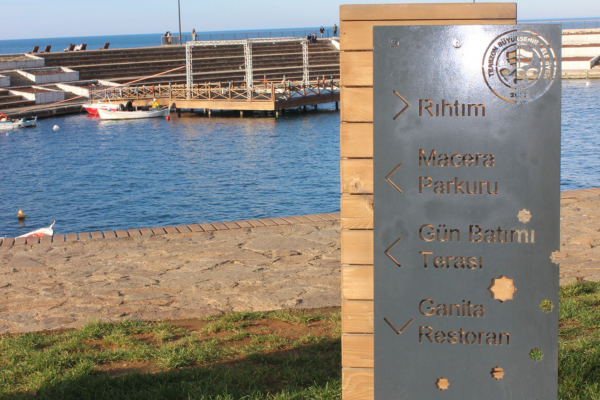 Rıhtım
Macera
Parkuru
Gün Batımı
Terası
Ganita
Restoran